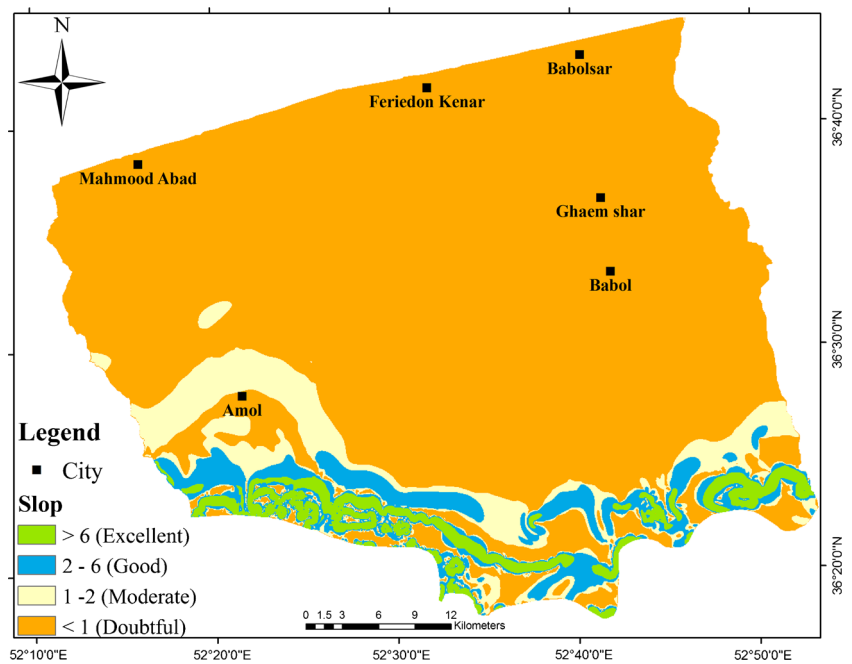 N
Babolsar
Feriedon Kenar
Mahmood Abad
Ghaem shar
Babol
Amol
36°40'0"N
36°30'0"N
36°20'0"N
Legend
City
Slop
> 6 (Excellent)
2 - 6 (Good)
1 -2 (Moderate)
< 1 (Doubtful)
0 1.5 3 6 9 12
Kilometers
52°10'0"E 52°20'0"E 52°30'0"E 52°40'0"E 52°50'0"E